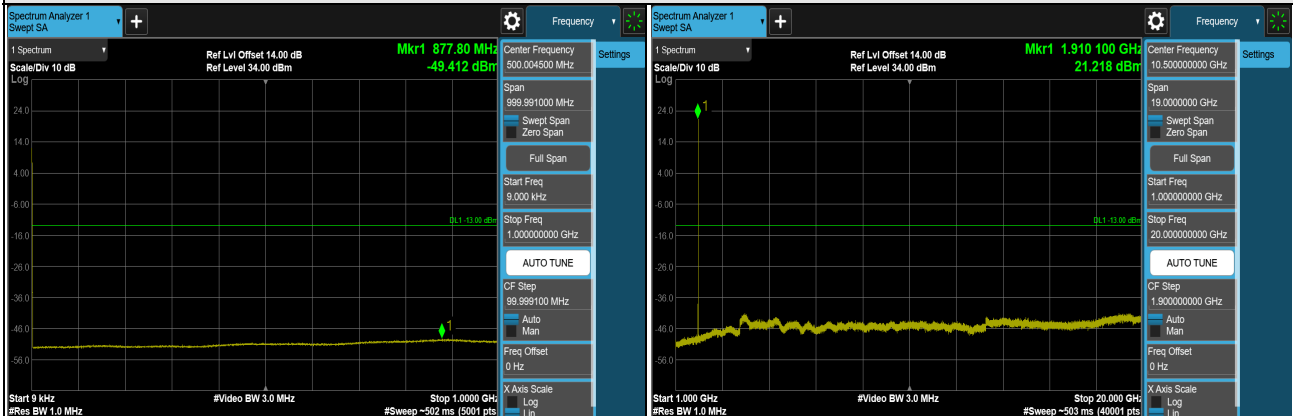 Spectrum Analyzer 1
Swept SA
+
Frequency
1 Spectrum
Scale/Div 10 dB
Log
Ref Lvl Offset 14.00 dB
Ref Level 34.00 dBm
Mkr1 877.80 MHz
-49.412 dBm
24.0
14.0
4.00
-6.00
-16.0
-26.0
-36.0
-46.0
-56.0
DL1 -13.00 dBm
1
Start 9 kHz
#Res BW 1.0 MHz
#Video BW 3.0 MHz
Stop 1.0000 GHz
#Sweep ~502 ms (5001 pts
Center Frequency
500.004500 MHz
Settings
Span
999.991000 MHz
Swept Span
Zero Span
Full Span
Start Freq
9.000 kHz
Stop Freq
1.000000000 GHz
AUTO TUNE
CF Step
99.999100 MHz
Auto
Man
Freq Offset
0 Hz
X Axis Scale
Log
Lin
Spectrum Analyzer 1
Swept SA
+
Frequency
1 Spectrum
Scale/Div 10 dB
Log
Ref Lvl Offset 14.00 dB
Ref Level 34.00 dBm
Mkr1 1.910 100 GHz
21.218 dBm
24.0
14.0
4.00
-6.00
-16.0
-26.0
-36.0
-46.0
-56.0
DL1 -13.00 dBm
1
Start 1.000 GHz
#Res BW 1.0 MHz
#Video BW 3.0 MHz
Stop 20.000 GHz
#Sweep ~503 ms (40001 pts
Center Frequency
10.500000000 GHz
Settings
Span
19.0000000 GHz
Swept Span
Zero Span
Full Span
Start Freq
1.000000000 GHz
Stop Freq
20.000000000 GHz
AUTO TUNE
CF Step
1.900000000 GHz
Auto
Man
Freq Offset
0 Hz
X Axis Scale
Log
Lin